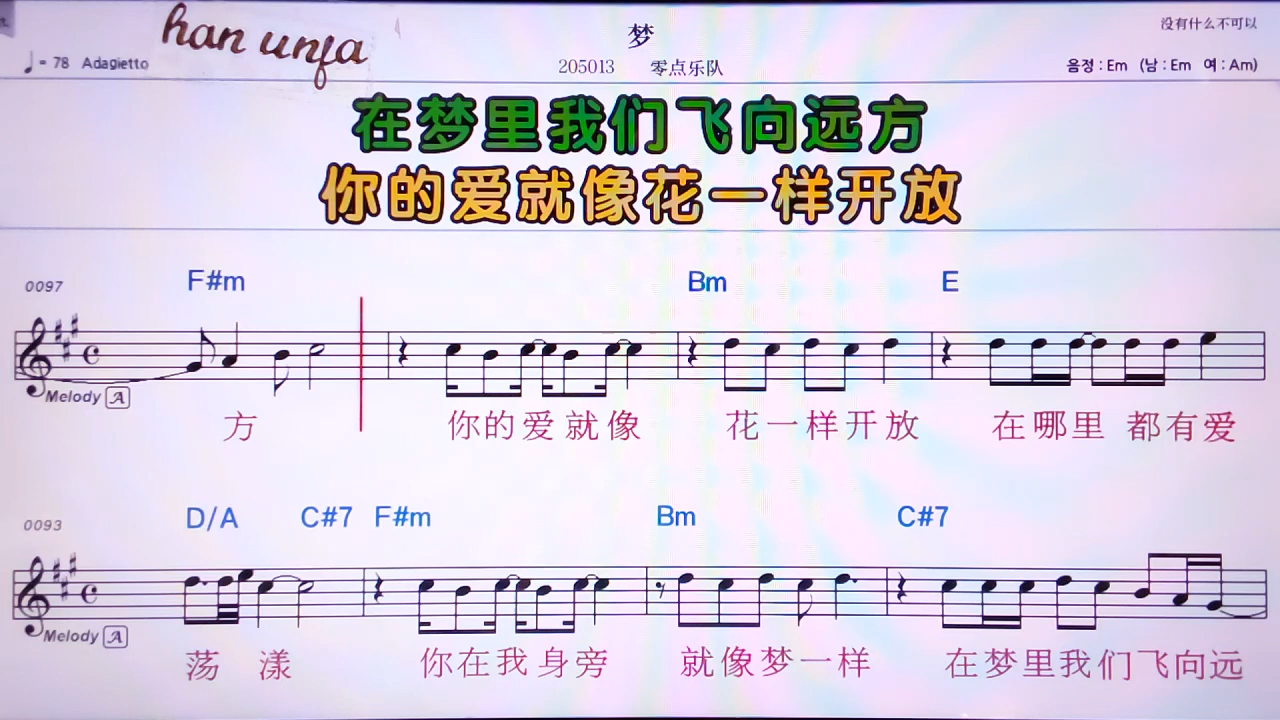 han unfa
梦
没有什么不可以
♩= 78 Adagietto
205013 零点乐队
음정 : Em (남 : Em 여 : Am)
在梦里我们飞向远方
你的爱就像花一样开放
0097 F#m Bm E
Melody A
方 你的爱就像 花一样开放 在哪里 都有爱
0093 D/A C#7 F#m Bm C#7
Melody A
荡 漾 你在我身旁 就像梦一样 在梦里我们飞向远